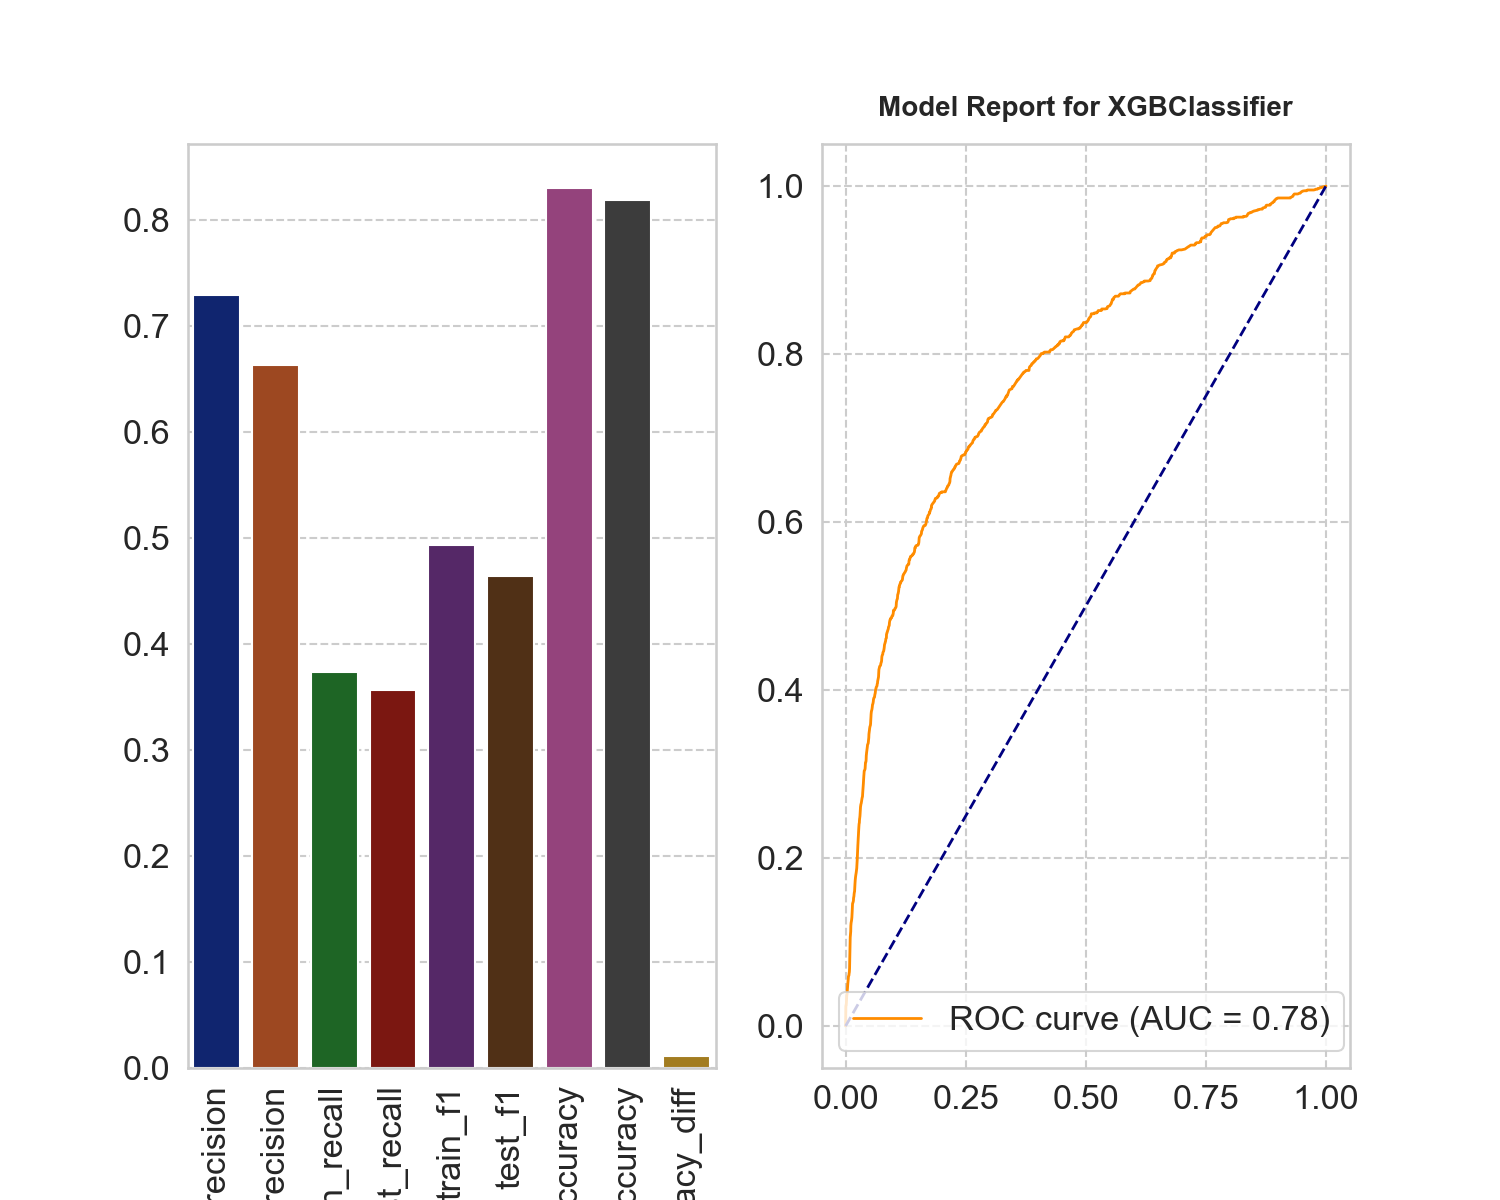 Model Report for XGBClassifier
0.8
0.7
0.6
0.5
0.4
0.3
0.2
0.1
0.0
recision
recision
n_recall
t_recall
train_f1
test_f1
ccuracy
ccuracy
acy_diff
1.0
0.8
0.6
0.4
0.2
0.0
ROC curve (AUC = 0.78)
0.00 0.25 0.50 0.75 1.00